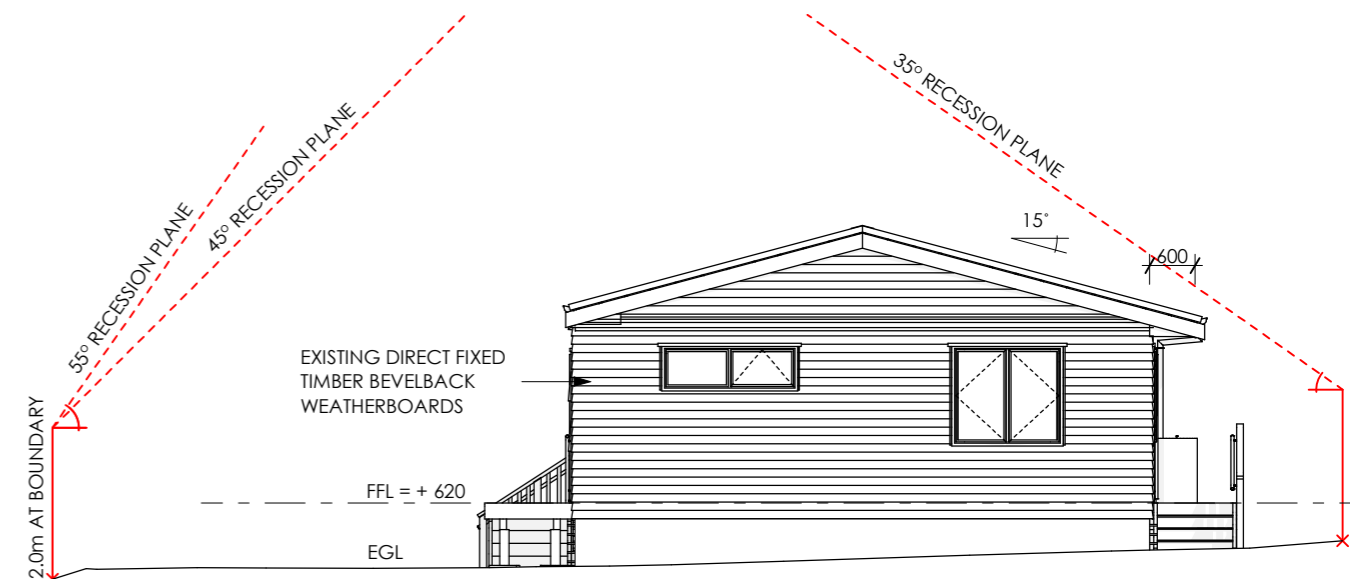 35° RECESSION PLANE
55° RECESSION PLANE
45° RECESSION PLANE
15°
600
EXISTING DIRECT FIXED
TIMBER BEVELBACK
WEATHERBOARDS
2.0m AT BOUNDARY
FFL = + 620
EGL